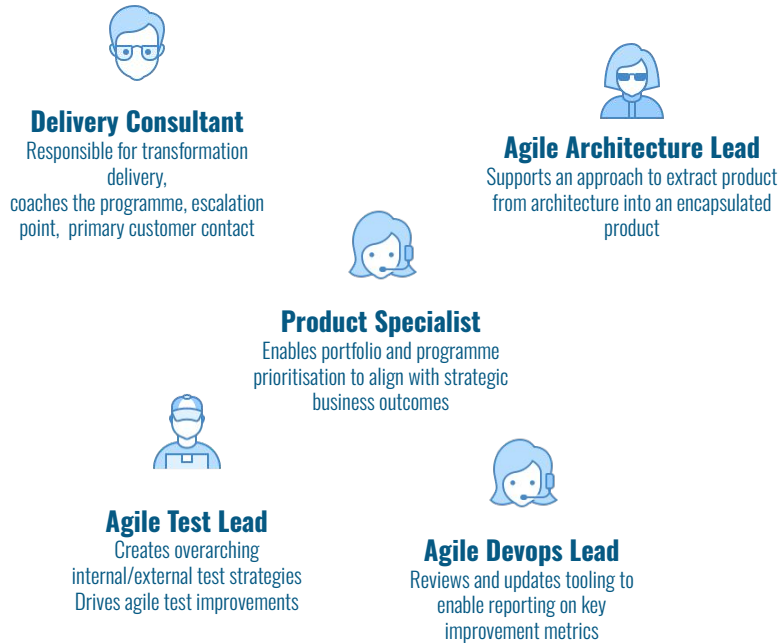 Delivery Consultant
Responsible for transformation
delivery,
coaches the programme, escalation
point, primary customer contact
Agile Architecture Lead
Supports an approach to extract product
from architecture into an encapsulated
product
Product Specialist
Enables portfolio and programme
prioritisation to align with strategic
business outcomes
Agile Test Lead
Creates overarching
internal/external test strategies
Drives agile test improvements
Agile Devops Lead
Reviews and updates tooling to
enable reporting on key
improvement metrics